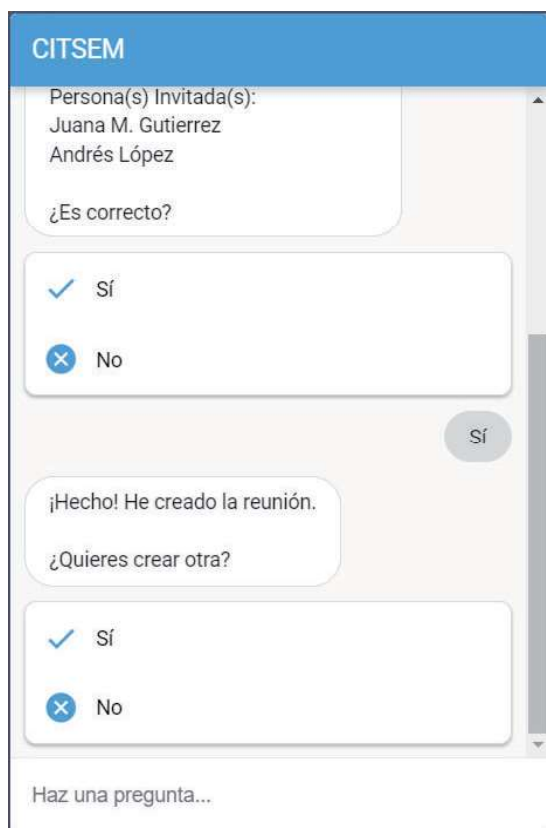 CITSEM
Persona(s) Invitada(s):
Juana M. Gutierrez
Andrés López
¿Es correcto?
Sí
No
Sí
¡Hecho! He creado la reunión.
¿Quieres crear otra?
Sí
No
Haz una pregunta...